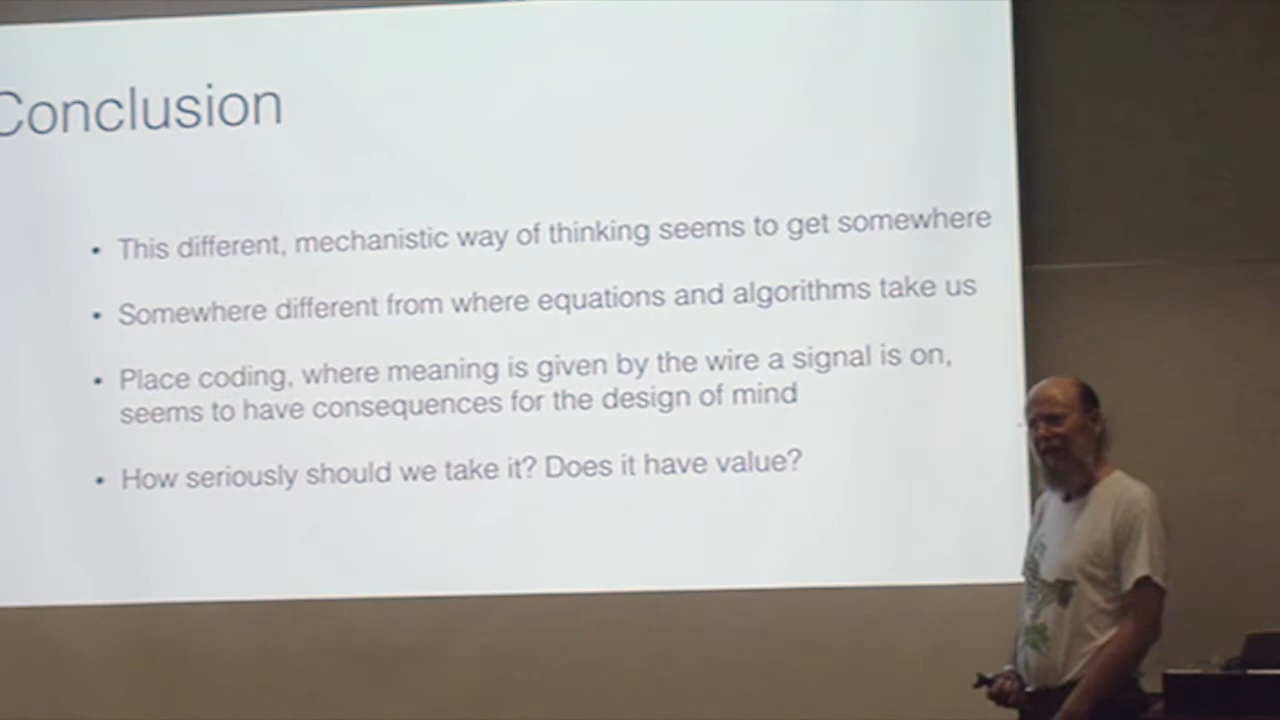 Conclusion
• This different, mechanistic way of thinking seems to get somewhere
• Somewhere different from where equations and algorithms take us
• Place coding, where meaning is given by the wire a signal is on,
seems to have consequences for the design of mind
• How seriously should we take it? Does it have value?